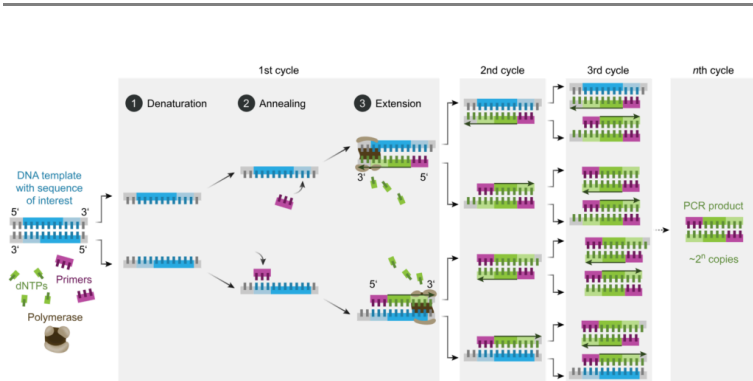 1st cycle
2nd cycle
3rd cycle
nth cycle
1 Denaturation
2 Annealing
3 Extension
DNA template
with sequence
of interest
5' 3'
3' 5'
dNTPs
Primers
Polymerase
3' 5'
5' 3'
PCR product
~2ⁿ copies